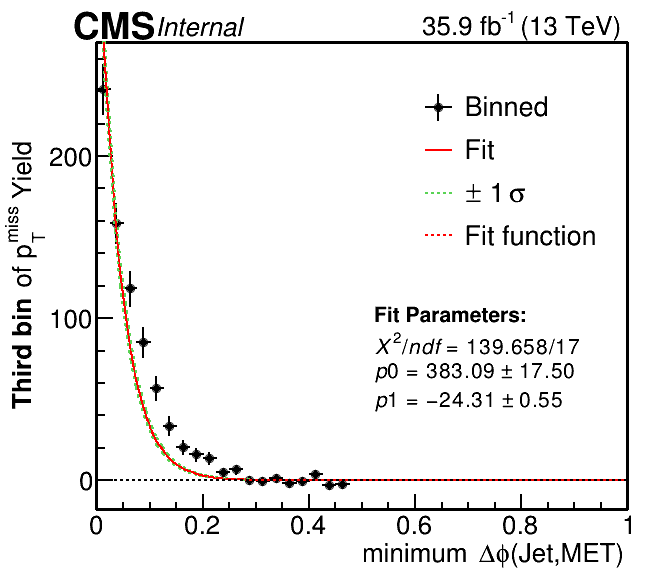 CMS Internal 35.9 fb⁻¹ (13 TeV)
Third bin of p_T^miss Yield
200
100
0
Binned
Fit
± 1 σ
Fit function
Fit Parameters:
X²/ndf = 139.658/17
p0 = 383.09 ± 17.50
p1 = −24.31 ± 0.55
0 0.2 0.4 0.6 0.8 1
minimum Δϕ(Jet,MET)